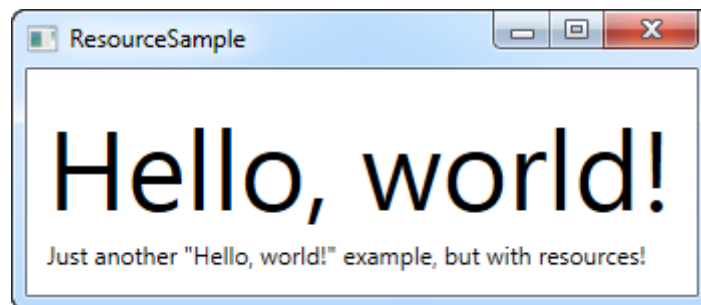 ResourceSample
Hello, world!
Just another "Hello, world!" example, but with resources!